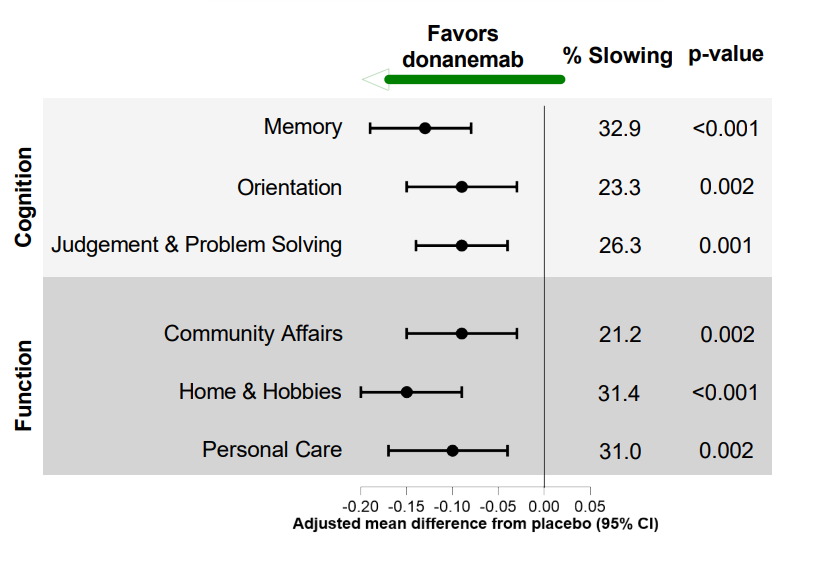 Favors
donanemab
% Slowing p-value
Cognition
Memory 32.9 <0.001
Orientation 23.3 0.002
Judgement & Problem Solving 26.3 0.001
Function
Community Affairs 21.2 0.002
Home & Hobbies 31.4 <0.001
Personal Care 31.0 0.002
-0.20 -0.15 -0.10 -0.05 0.00 0.05
Adjusted mean difference from placebo (95% CI)